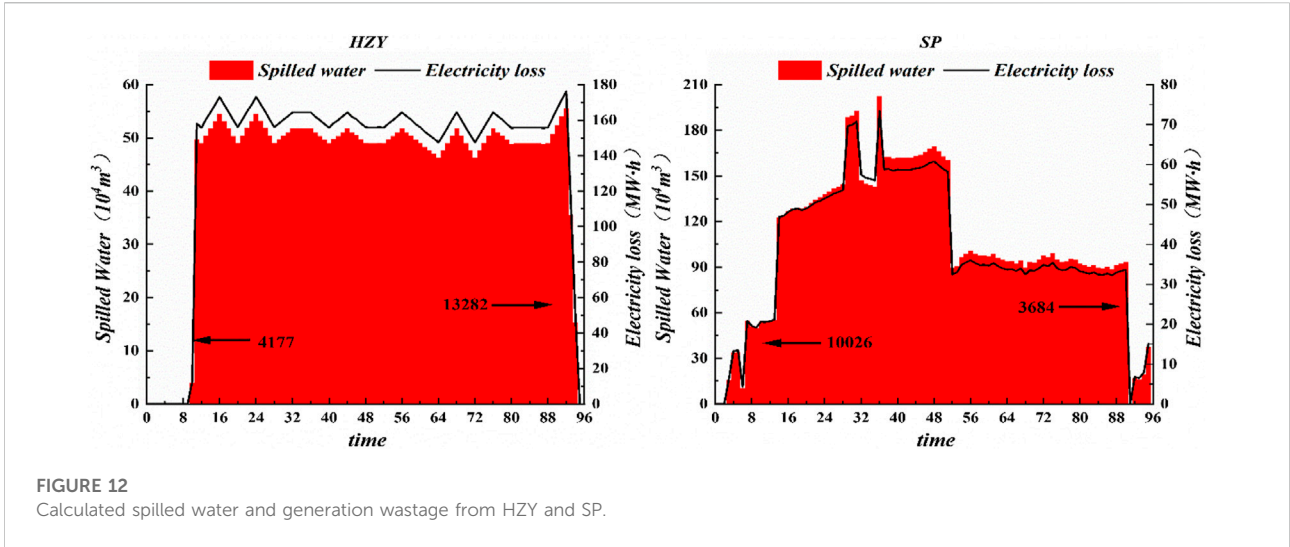 HZY
Spilled water Electricity loss
60
50
40
30
20
10
0
Spilled Water (10⁴m³)
180
160
140
120
100
80
60
40
20
0
Electricity loss (MW·h)
13282
4177
0 8 16 24 32 40 48 56 64 72 80 88 96
time
SP
Spilled water Electricity loss
210
180
150
120
90
60
30
0
Spilled Water (10⁴m³)
80
70
60
50
40
30
20
10
0
Electricity loss (MW·h)
3684
10026
0 8 16 24 32 40 48 56 64 72 80 88 96
time
FIGURE 12
Calculated spilled water and generation wastage from HZY and SP.